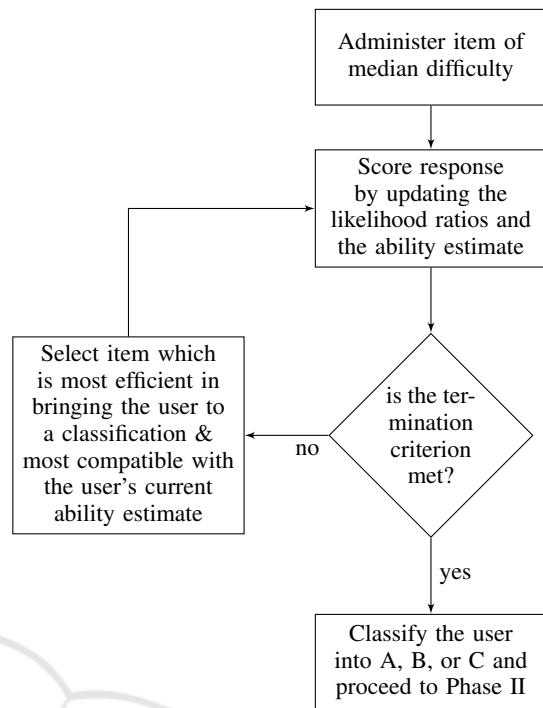 Administer item of
median difficulty
Score response
by updating the
likelihood ratios and
the ability estimate
Select item which
is most efficient in
bringing the user to
a classification &
most compatible with
the user's current
ability estimate
is the ter-
mination
criterion
met?
no
yes
Classify the user
into A, B, or C and
proceed to Phase II